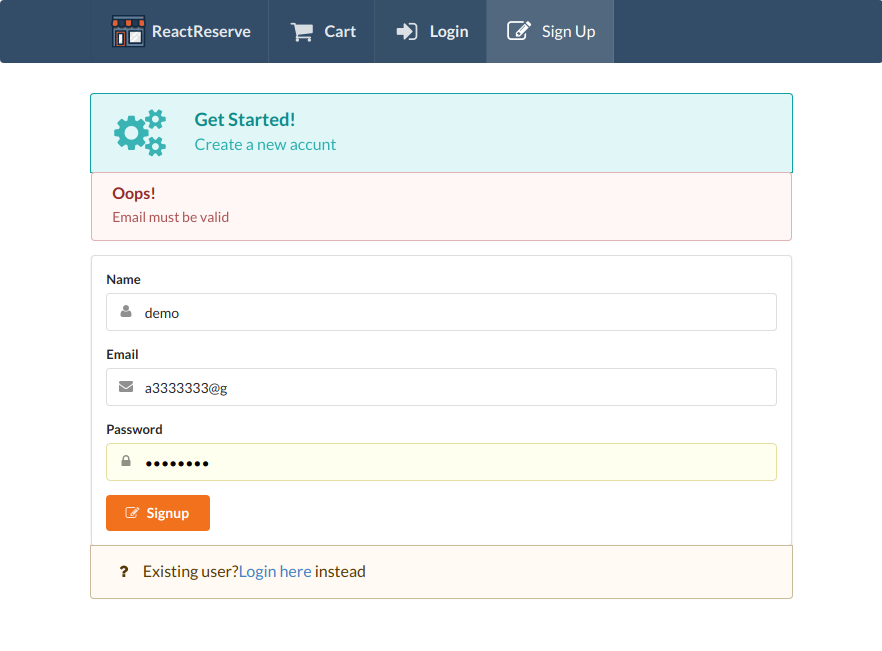 ReactReserve Cart Login Sign Up
Get Started!
Create a new accunt
Oops!
Email must be valid
Name
demo
Email
a3333333@g
Password
••••••••
Signup
? Existing user?Login here instead